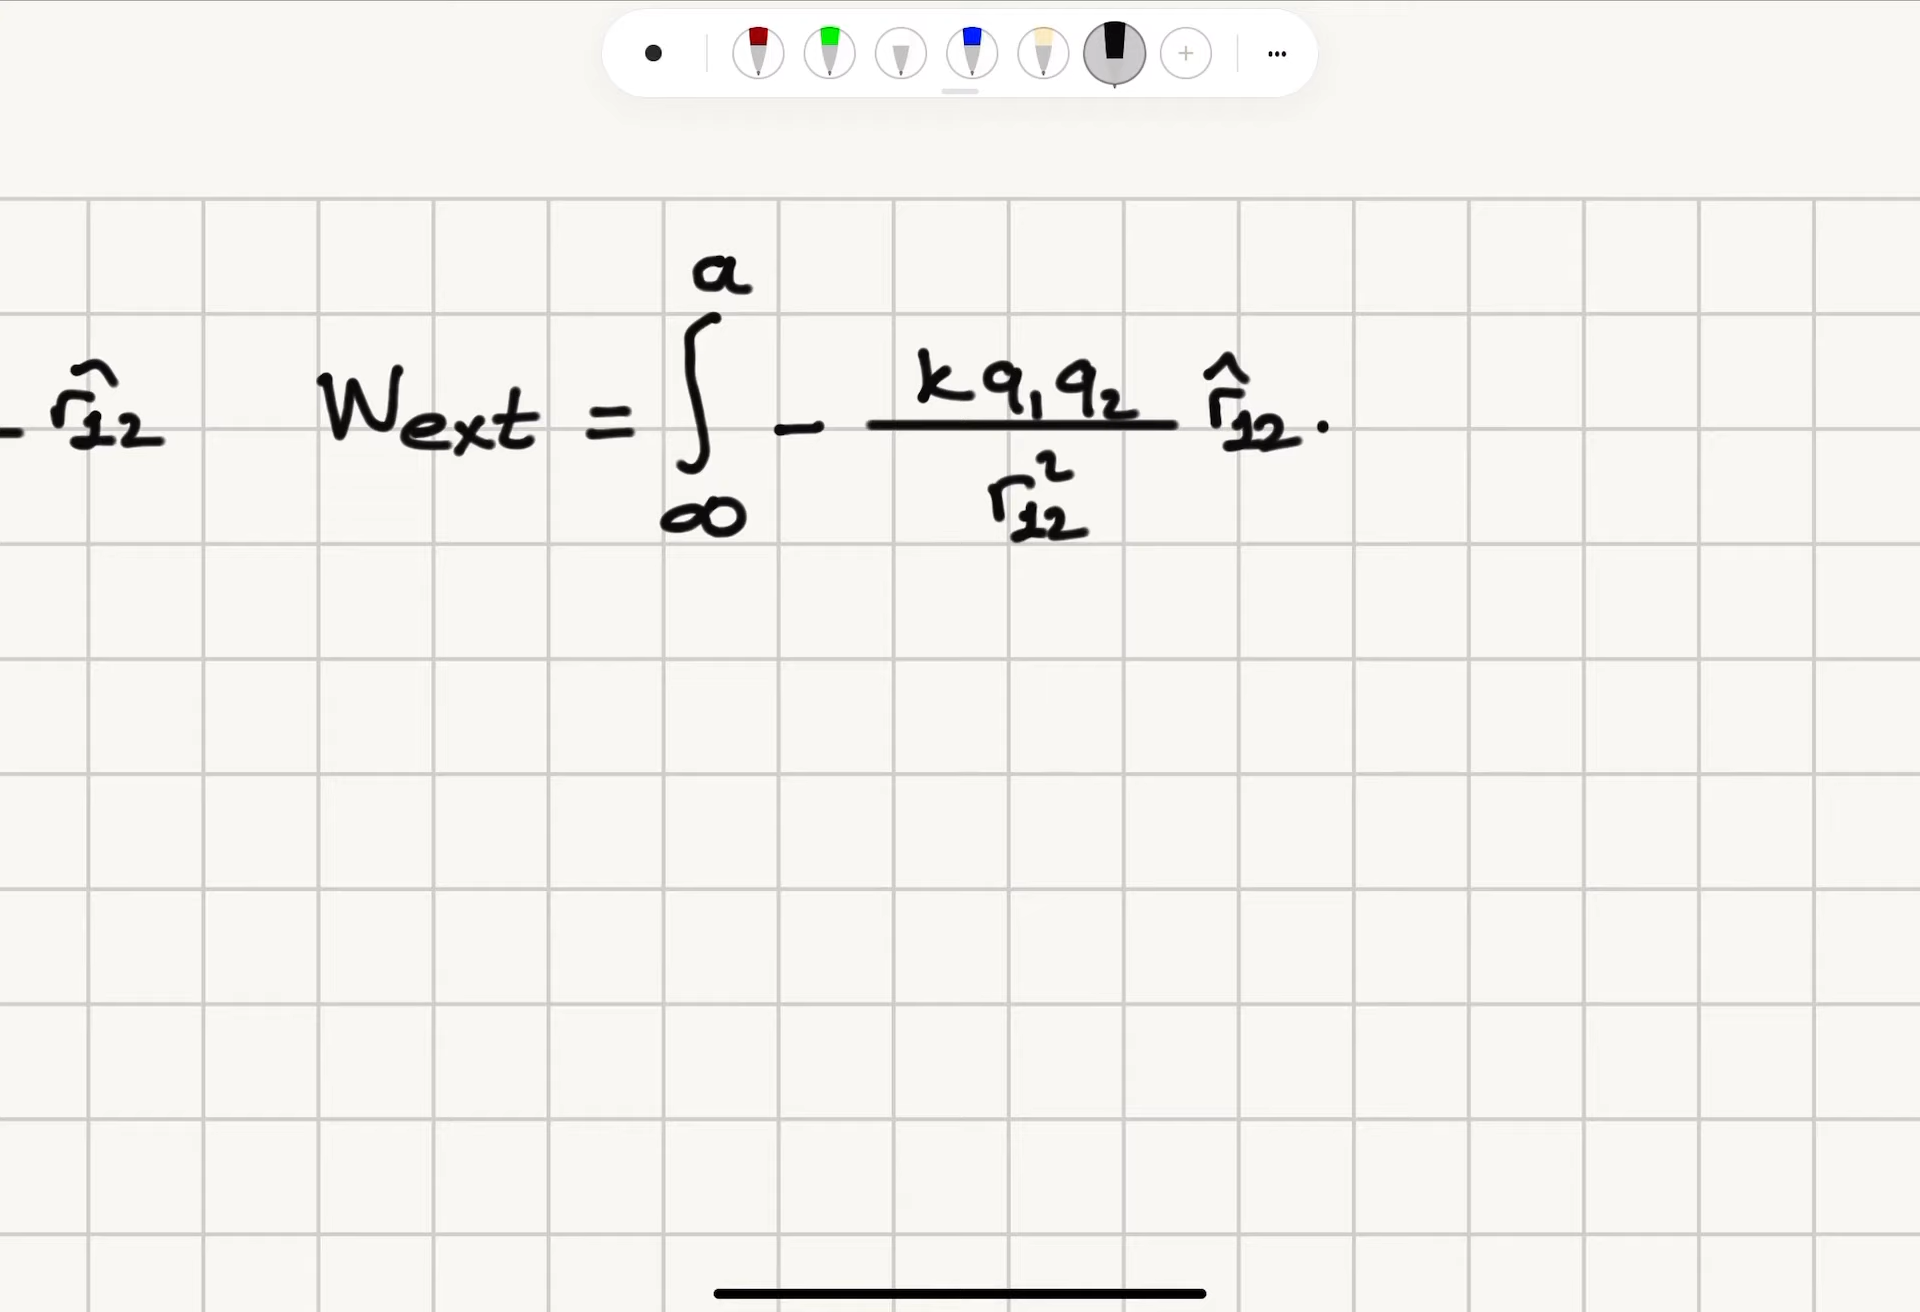 - r̂₁₂ W_ext = ∫_∞^a - (k q₁ q₂ / r₁₂²) r̂₁₂ ·